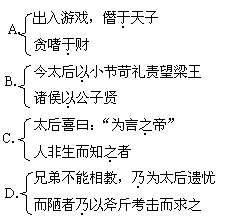 A. 出入游戏，僭于天子
贪嗜于财
B. 今太后以小节苛礼责望梁王
诸侯以公子贤
C. 太后喜曰：“为言之帝”
人非生而知之者
D. 兄弟不能相教，乃为太后遗忧
而陋者乃以斧斤考击而求之